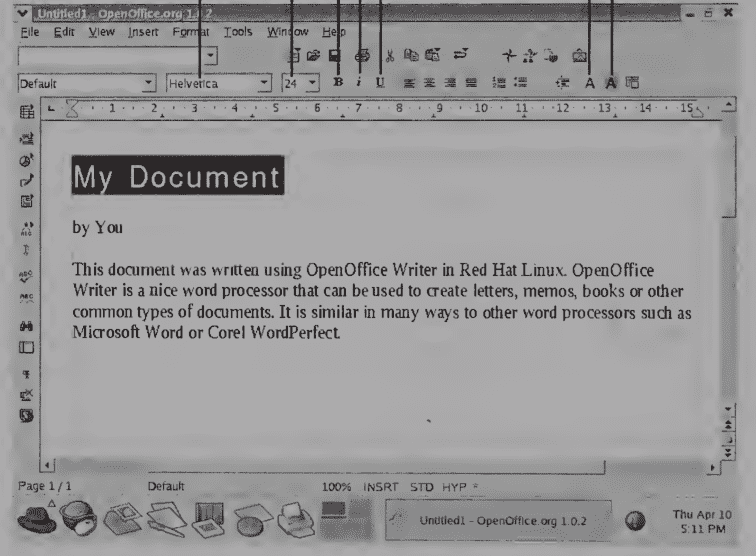 Untitled1 - OpenOffice.org 1.0.2
File Edit View Insert Format Tools Window Help
Default Helvetica 24 B i U A A
1 2 3 4 5 6 7 8 9 10 11 12 13 14 15
My Document
by You
This document was written using OpenOffice Writer in Red Hat Linux. OpenOffice
Writer is a nice word processor that can be used to create letters, memos, books or other
common types of documents. It is similar in many ways to other word processors such as
Microsoft Word or Corel WordPerfect.
Page 1 / 1 Default 100% INSRT STD HYP *
Untitled1 - OpenOffice.org 1.0.2
Thu Apr 10
5:11 PM